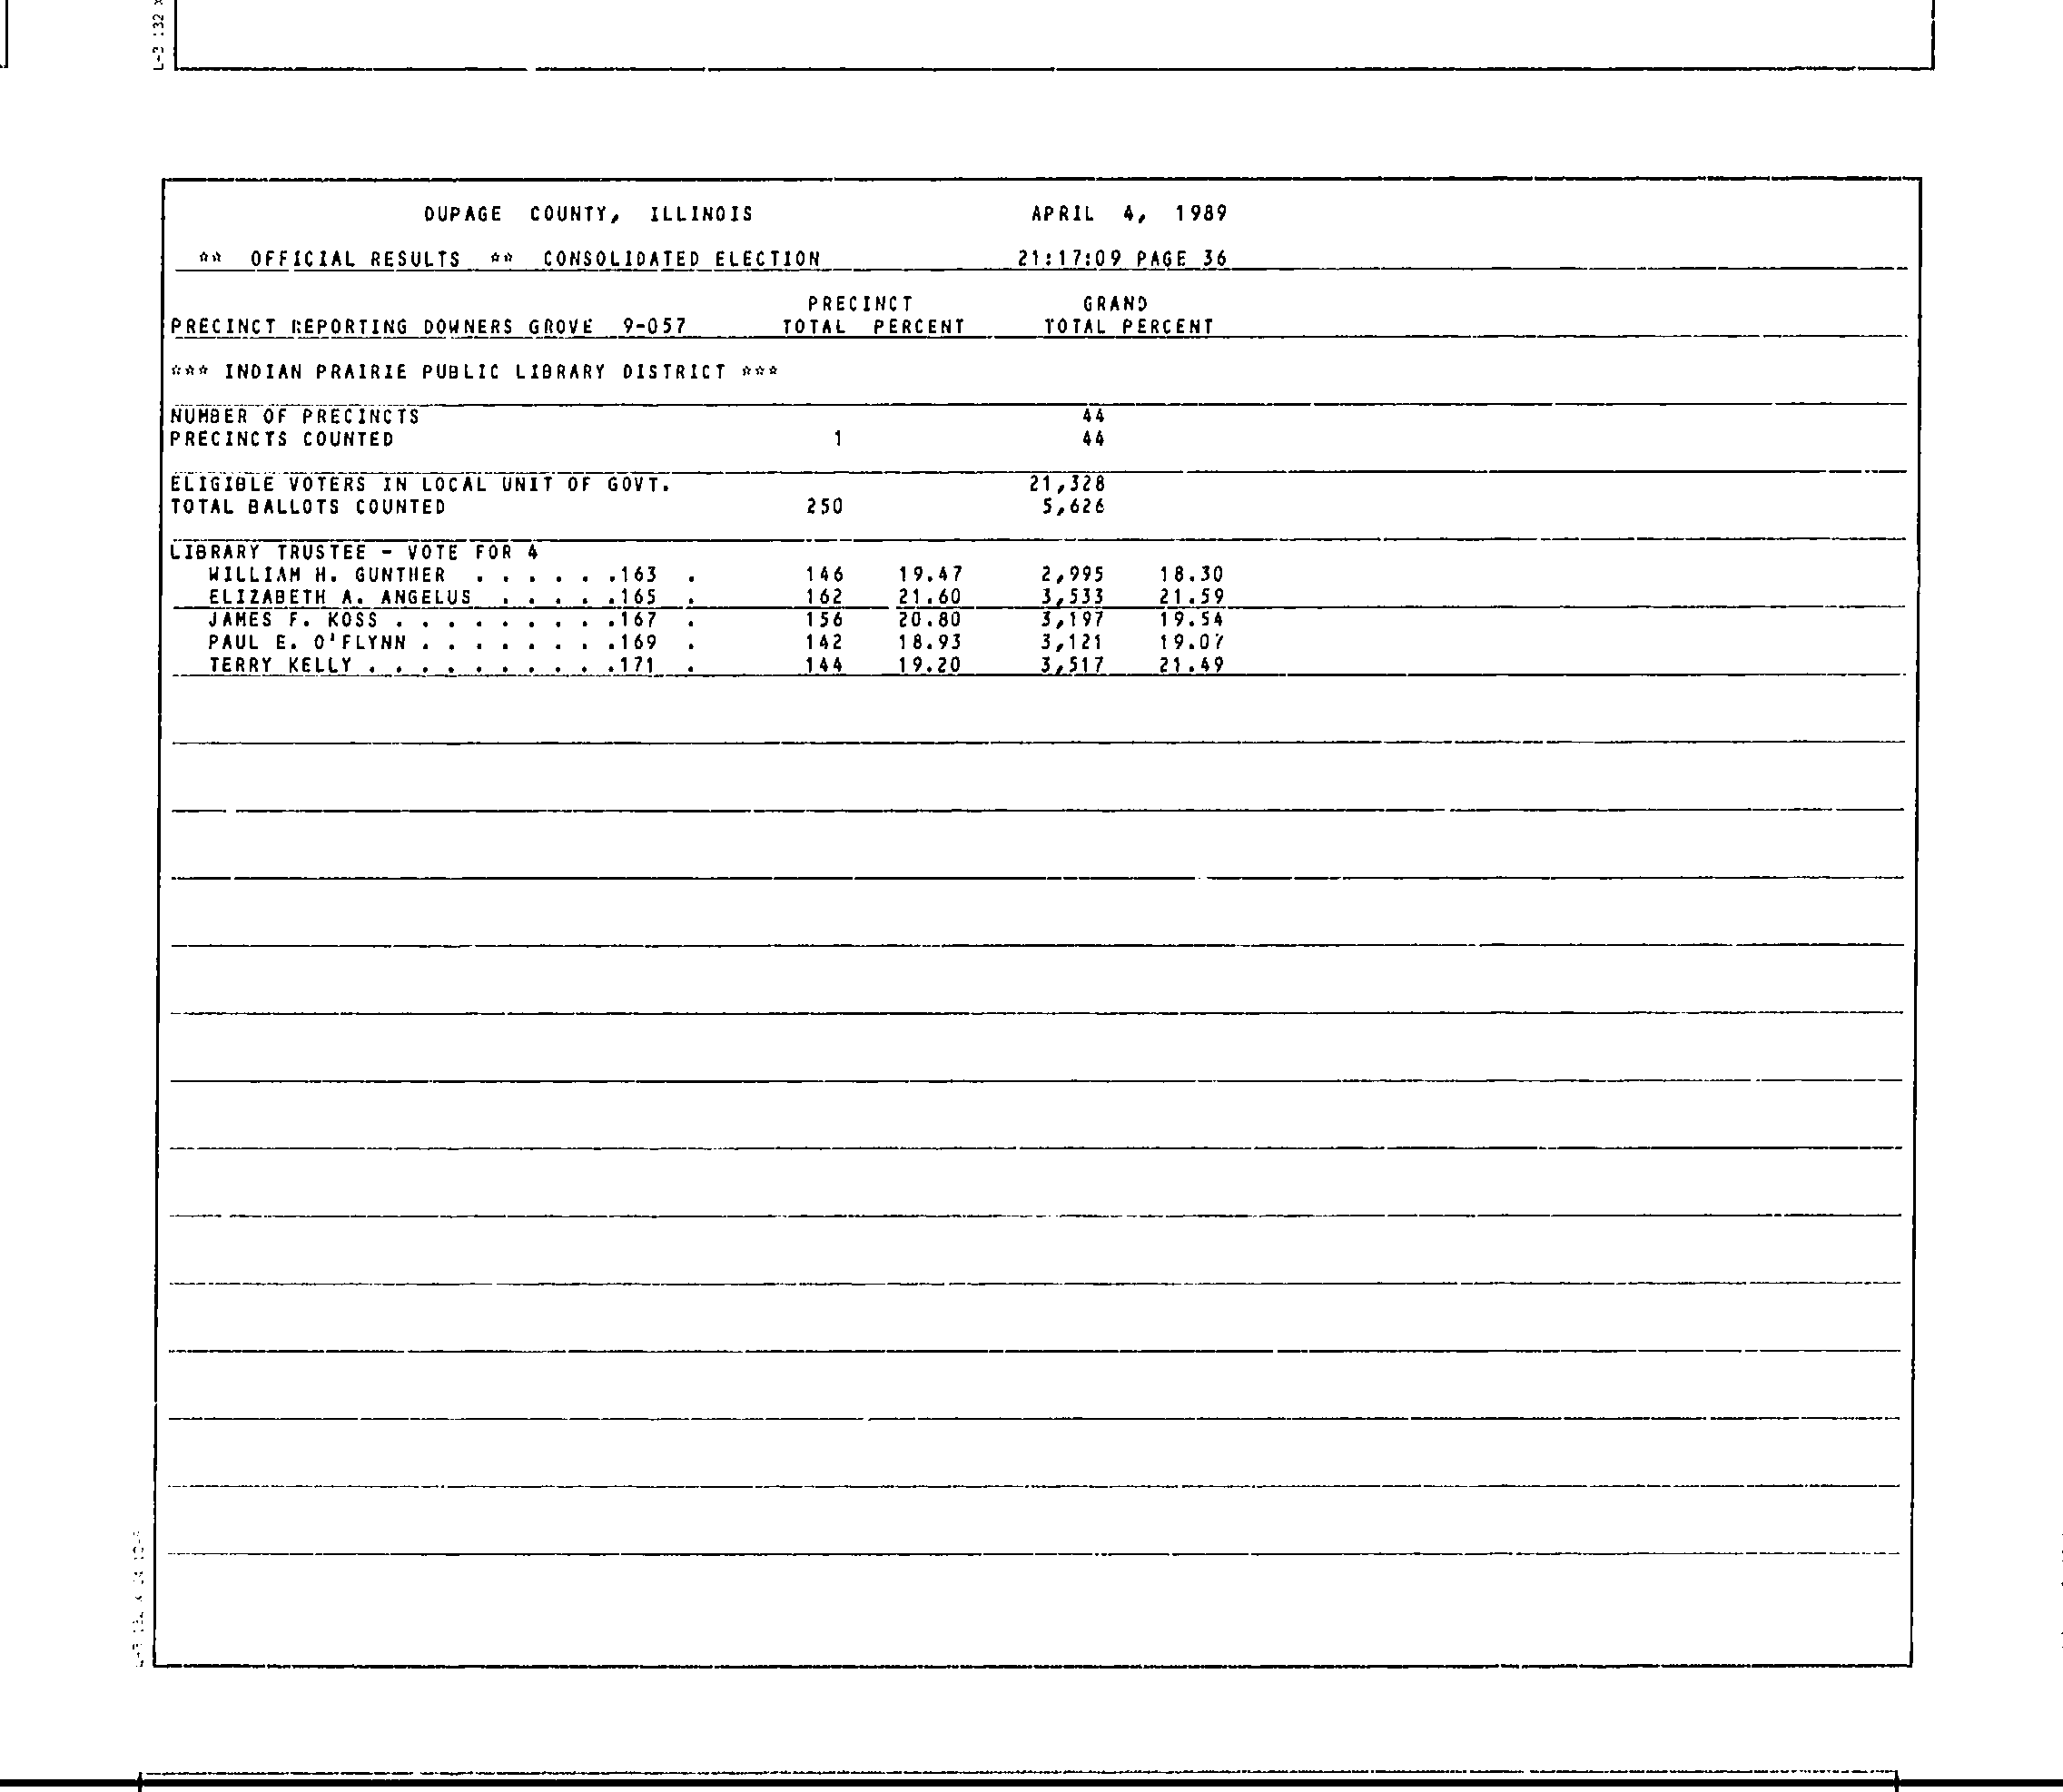 L-3 132 X
DUPAGE COUNTY, ILLINOIS APRIL 4, 1989
** OFFICIAL RESULTS ** CONSOLIDATED ELECTION 21:17:09 PAGE 36
PRECINCT GRAND
PRECINCT REPORTING DOWNERS GROVE 9-057 TOTAL PERCENT TOTAL PERCENT
*** INDIAN PRAIRIE PUBLIC LIBRARY DISTRICT ***
NUMBER OF PRECINCTS 44
PRECINCTS COUNTED 1 44
ELIGIBLE VOTERS IN LOCAL UNIT OF GOVT. 21,328
TOTAL BALLOTS COUNTED 250 5,626
LIBRARY TRUSTEE - VOTE FOR 4
WILLIAM H. GUNTHER . . . . . .163 . 146 19.47 2,995 18.30
ELIZABETH A. ANGELUS . . . . .165 . 162 21.60 3,533 21.59
JAMES F. KOSS . . . . . . . . .167 . 156 20.80 3,197 19.54
PAUL E. O'FLYNN . . . . . . . .169 . 142 18.93 3,121 19.07
TERRY KELLY . . . . . . . . . .171 . 144 19.20 3,517 21.49